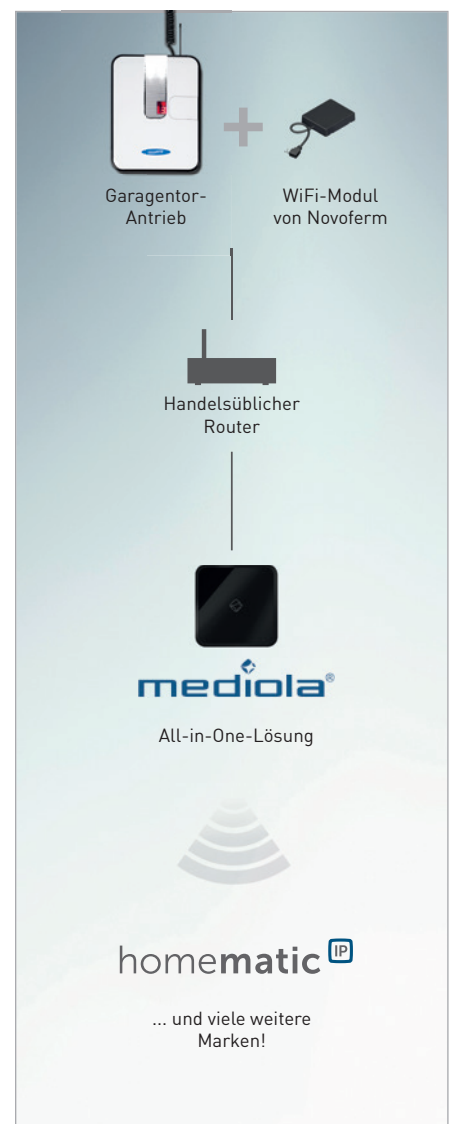 Garagentor-
Antrieb
WiFi-Modul
von Novoferm
Handelsüblicher
Router
mediola®
All-in-One-Lösung
homematic IP
... und viele weitere
Marken!